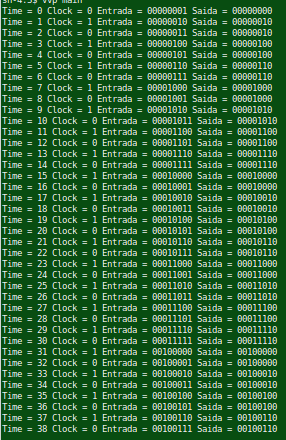 sh-4.3$ vvp main
Time = 0 Clock = 0 Entrada = 00000001 Saida = 00000000
Time = 1 Clock = 1 Entrada = 00000010 Saida = 00000010
Time = 2 Clock = 0 Entrada = 00000011 Saida = 00000010
Time = 3 Clock = 1 Entrada = 00000100 Saida = 00000100
Time = 4 Clock = 0 Entrada = 00000101 Saida = 00000100
Time = 5 Clock = 1 Entrada = 00000110 Saida = 00000110
Time = 6 Clock = 0 Entrada = 00000111 Saida = 00000110
Time = 7 Clock = 1 Entrada = 00001000 Saida = 00001000
Time = 8 Clock = 0 Entrada = 00001001 Saida = 00001000
Time = 9 Clock = 1 Entrada = 00001010 Saida = 00001010
Time = 10 Clock = 0 Entrada = 00001011 Saida = 00001010
Time = 11 Clock = 1 Entrada = 00001100 Saida = 00001100
Time = 12 Clock = 0 Entrada = 00001101 Saida = 00001100
Time = 13 Clock = 1 Entrada = 00001110 Saida = 00001110
Time = 14 Clock = 0 Entrada = 00001111 Saida = 00001110
Time = 15 Clock = 1 Entrada = 00010000 Saida = 00010000
Time = 16 Clock = 0 Entrada = 00010001 Saida = 00010000
Time = 17 Clock = 1 Entrada = 00010010 Saida = 00010010
Time = 18 Clock = 0 Entrada = 00010011 Saida = 00010010
Time = 19 Clock = 1 Entrada = 00010100 Saida = 00010100
Time = 20 Clock = 0 Entrada = 00010101 Saida = 00010100
Time = 21 Clock = 1 Entrada = 00010110 Saida = 00010110
Time = 22 Clock = 0 Entrada = 00010111 Saida = 00010110
Time = 23 Clock = 1 Entrada = 00011000 Saida = 00011000
Time = 24 Clock = 0 Entrada = 00011001 Saida = 00011000
Time = 25 Clock = 1 Entrada = 00011010 Saida = 00011010
Time = 26 Clock = 0 Entrada = 00011011 Saida = 00011010
Time = 27 Clock = 1 Entrada = 00011100 Saida = 00011100
Time = 28 Clock = 0 Entrada = 00011101 Saida = 00011100
Time = 29 Clock = 1 Entrada = 00011110 Saida = 00011110
Time = 30 Clock = 0 Entrada = 00011111 Saida = 00011110
Time = 31 Clock = 1 Entrada = 00100000 Saida = 00100000
Time = 32 Clock = 0 Entrada = 00100001 Saida = 00100000
Time = 33 Clock = 1 Entrada = 00100010 Saida = 00100010
Time = 34 Clock = 0 Entrada = 00100011 Saida = 00100010
Time = 35 Clock = 1 Entrada = 00100100 Saida = 00100100
Time = 36 Clock = 0 Entrada = 00100101 Saida = 00100100
Time = 37 Clock = 1 Entrada = 00100110 Saida = 00100110
Time = 38 Clock = 0 Entrada = 00100111 Saida = 00100110